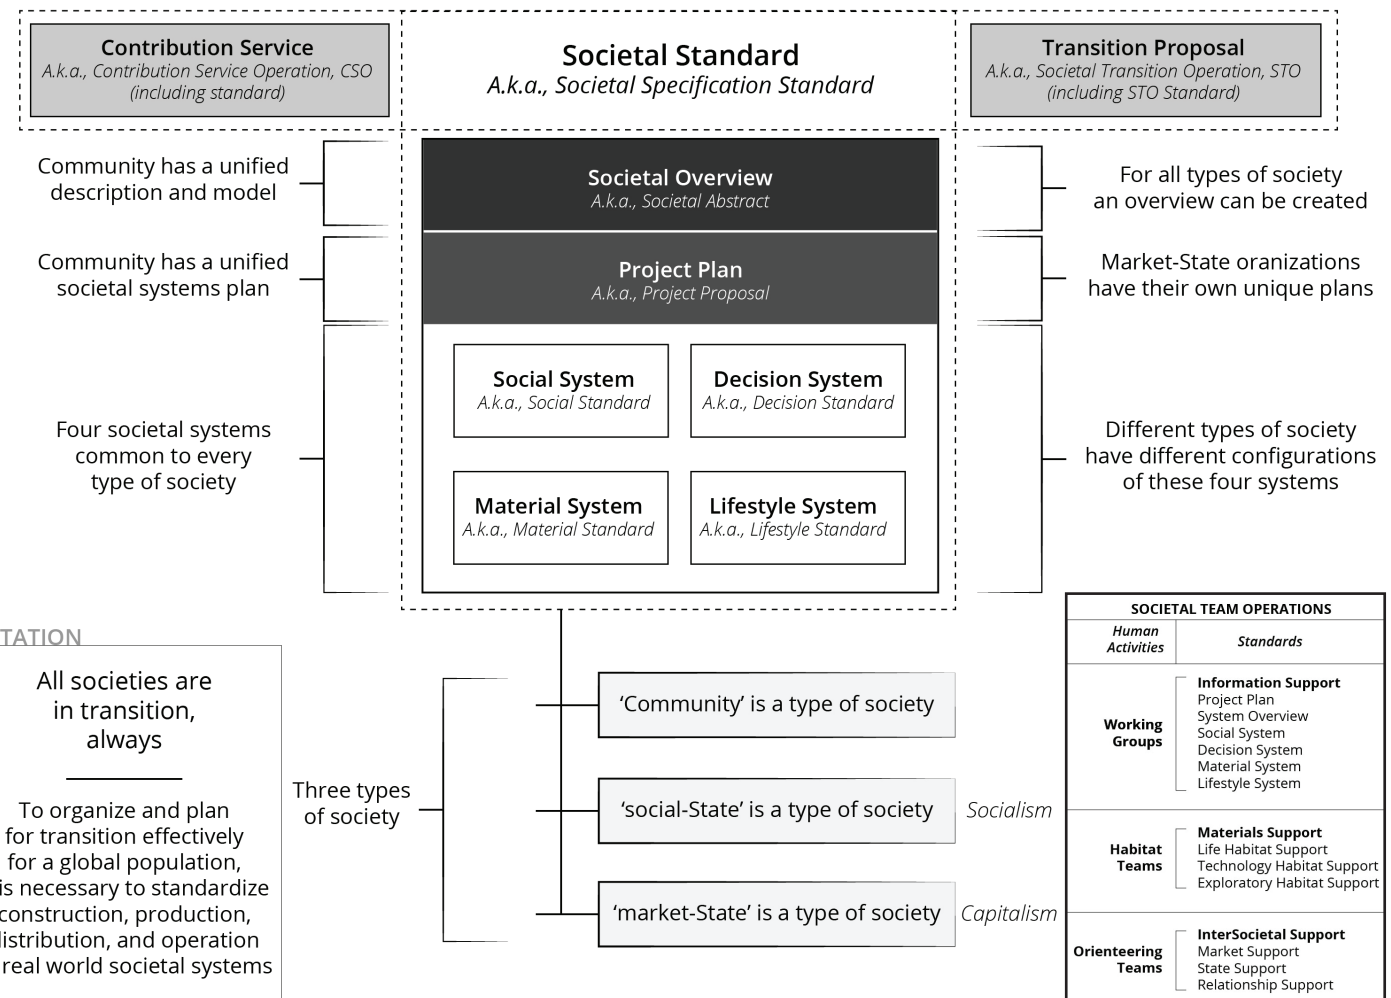 Contribution Service
A.k.a., Contribution Service Operation, CSO
(including standard)
Societal Standard
A.k.a., Societal Specification Standard
Transition Proposal
A.k.a., Societal Transition Operation, STO
(including STO Standard)
Community has a unified
description and model
Societal Overview
A.k.a., Societal Abstract
For all types of society
an overview can be created
Community has a unified
societal systems plan
Project Plan
A.k.a., Project Proposal
Market-State oranizations
have their own unique plans
Four societal systems
common to every
type of society
Social System
A.k.a., Social Standard
Decision System
A.k.a., Decision Standard
Material System
A.k.a., Material Standard
Lifestyle System
A.k.a., Lifestyle Standard
Different types of society
have different configurations
of these four systems
TATION
All societies are
in transition,
always
To organize and plan
for transition effectively
for a global population,
is necessary to standardize
construction, production,
listribution, and operation
real world societal systems
Three types
of society
‘Community’ is a type of society
‘social-State’ is a type of society
Socialism
‘market-State’ is a type of society
Capitalism
SOCIETAL TEAM OPERATIONS
Human
Activities
Standards
Working
Groups
Information Support
Project Plan
System Overview
Social System
Decision System
Material System
Lifestyle System
Habitat
Teams
Materials Support
Life Habitat Support
Technology Habitat Support
Exploratory Habitat Support
Orienteering
Teams
InterSocietal Support
Market Support
State Support
Relationship Support